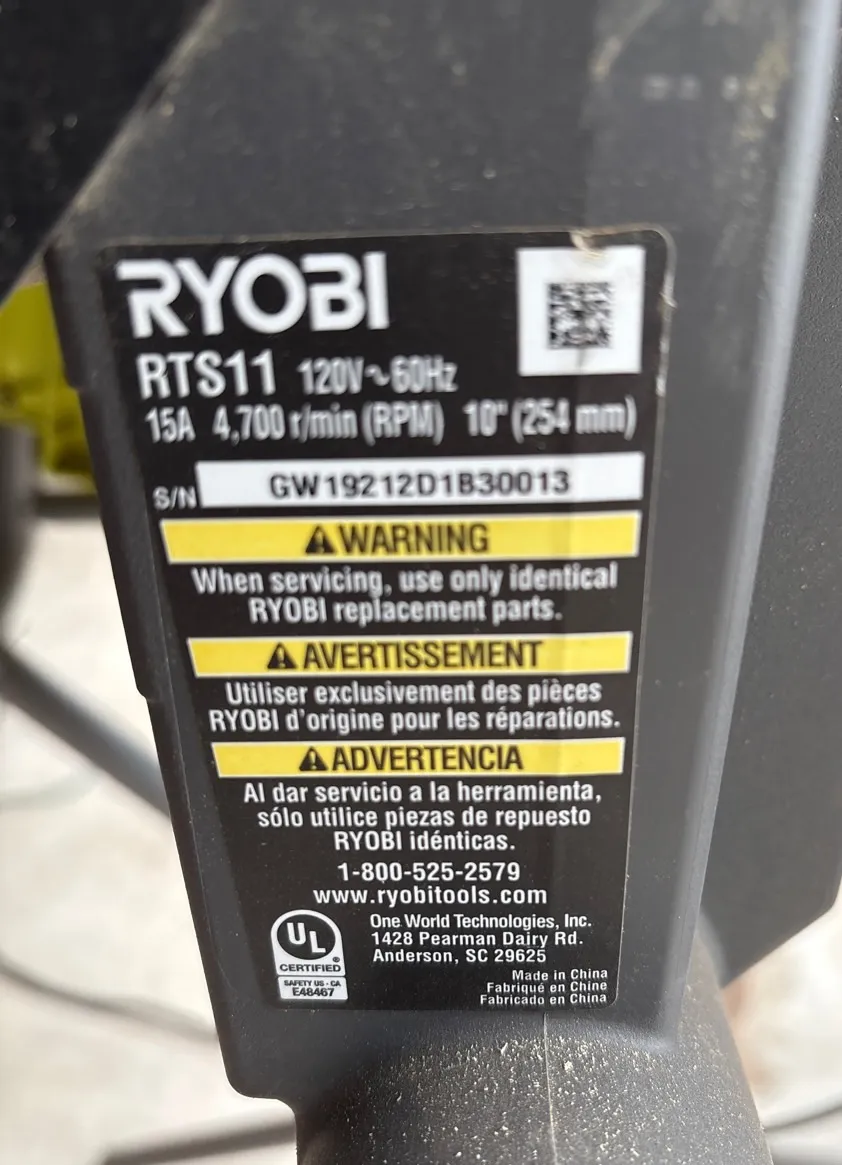 RYOBI
RTS11 120V~60Hz
15A 4,700 r/min (RPM) 10" (254 mm)
S/N GW19212D1B30013
⚠WARNING
When servicing, use only identical
RYOBI replacement parts.
⚠AVERTISSEMENT
Utiliser exclusivement des pièces
RYOBI d'origine pour les réparations.
⚠ADVERTENCIA
Al dar servicio a la herramienta,
sólo utilice piezas de repuesto
RYOBI idénticas.
1-800-525-2579
www.ryobitools.com
UL®
CERTIFIED
SAFETY US - CA
E48467
One World Technologies, Inc.
1428 Pearman Dairy Rd.
Anderson, SC 29625
Made in China
Fabriqué en Chine
Fabricado en China